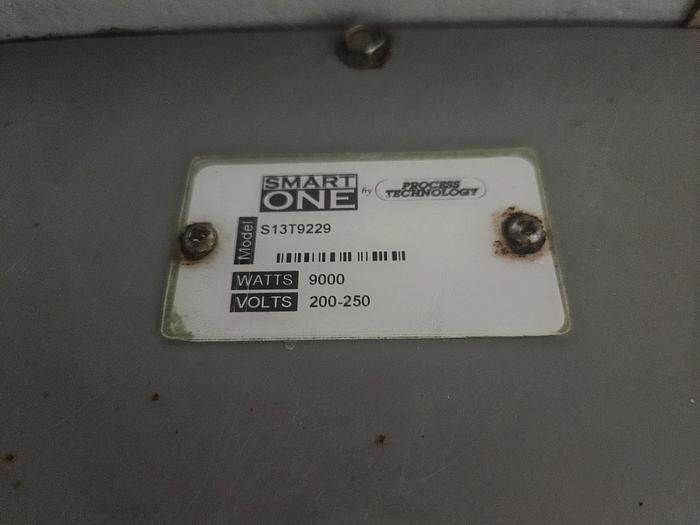 SMART
ONE
by PROCESS
TECHNOLOGY
Model S13T9229
WATTS 9000
VOLTS 200-250